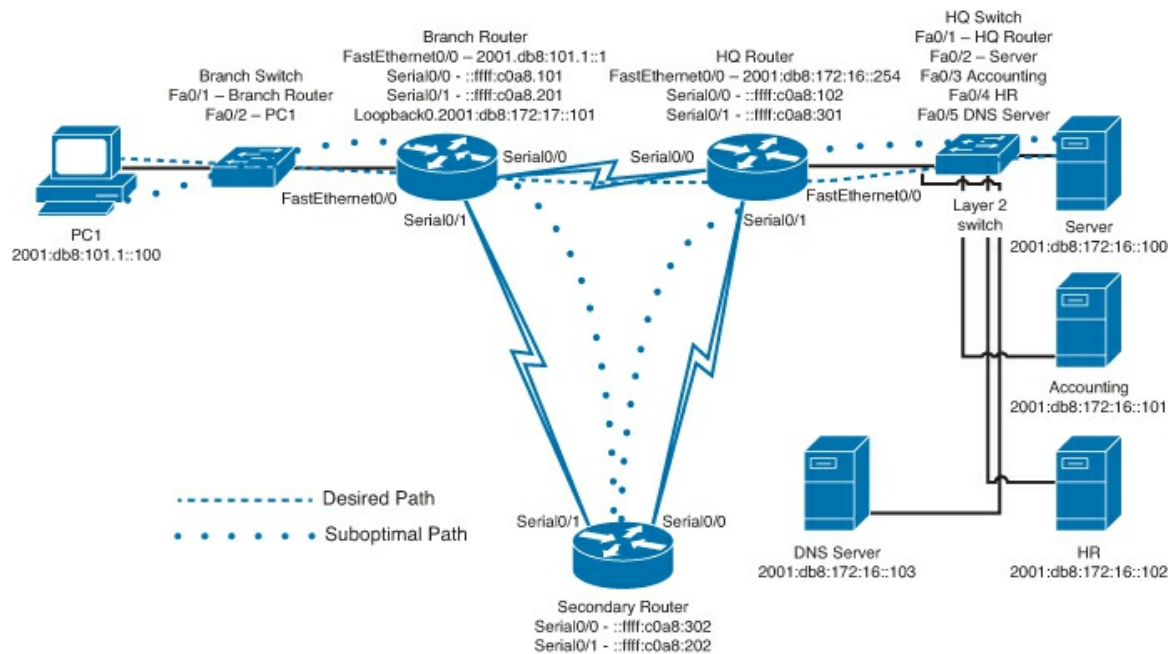 Branch Switch
Fa0/1 – Branch Router
Fa0/2 – PC1
Branch Router
FastEthernet0/0 – 2001.db8:101.1::1
Serial0/0 - ::ffff:c0a8.101
Serial0/1 - ::ffff:c0a8.201
Loopback0.2001:db8:172:17::101
HQ Router
FastEthernet0/0 – 2001:db8:172:16::254
Serial0/0 - ::ffff:c0a8:102
Serial0/1 - ::ffff:c0a8:301
HQ Switch
Fa0/1 – HQ Router
Fa0/2 – Server
Fa0/3 Accounting
Fa0/4 HR
Fa0/5 DNS Server
Serial0/0
Serial0/0
FastEthernet0/0
Serial0/1
Serial0/1
FastEthernet0/0
Layer 2
switch
PC1
2001:db8:101.1::100
Server
2001:db8:172:16::100
Accounting
2001:db8:172:16::101
Desired Path
Suboptimal Path
Serial0/1
Serial0/0
DNS Server
2001:db8:172:16::103
HR
2001:db8:172:16::102
Secondary Router
Serial0/0 - ::ffff:c0a8:302
Serial0/1 - ::ffff:c0a8:202